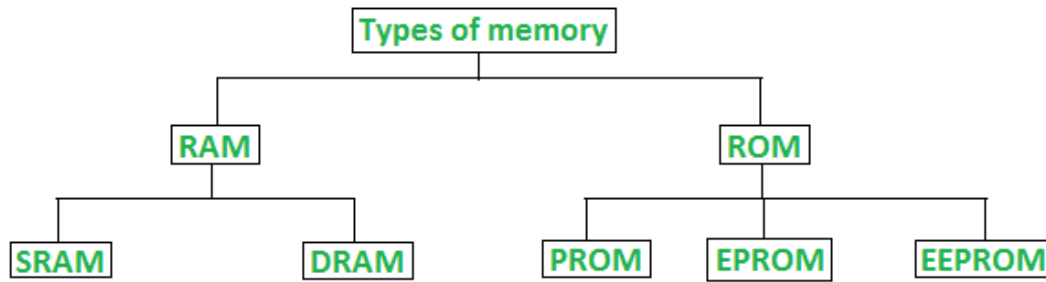 Types of memory
RAM
ROM
SRAM
DRAM
PROM
EPROM
EEPROM